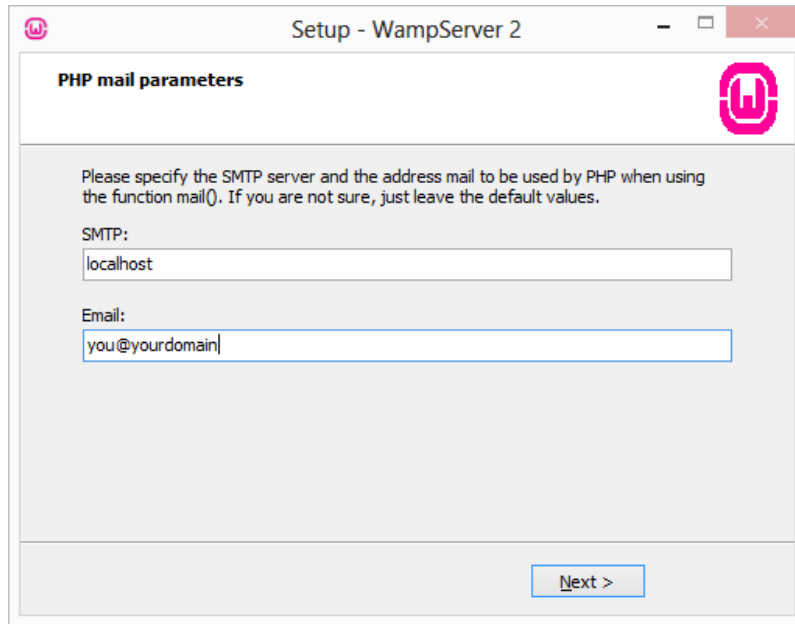 Setup - WampServer 2
PHP mail parameters
Please specify the SMTP server and the address mail to be used by PHP when using
the function mail(). If you are not sure, just leave the default values.
SMTP:
localhost
Email:
you@yourdomain
Next >